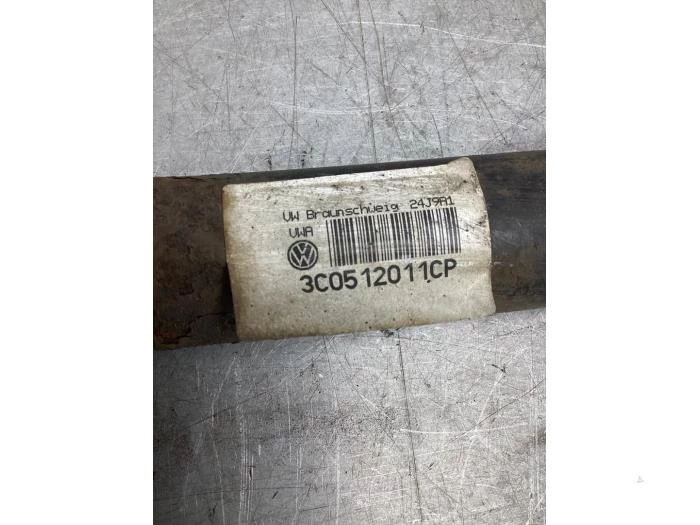 VW Braunschweig 24J9A1
VWA
3C0512011CP